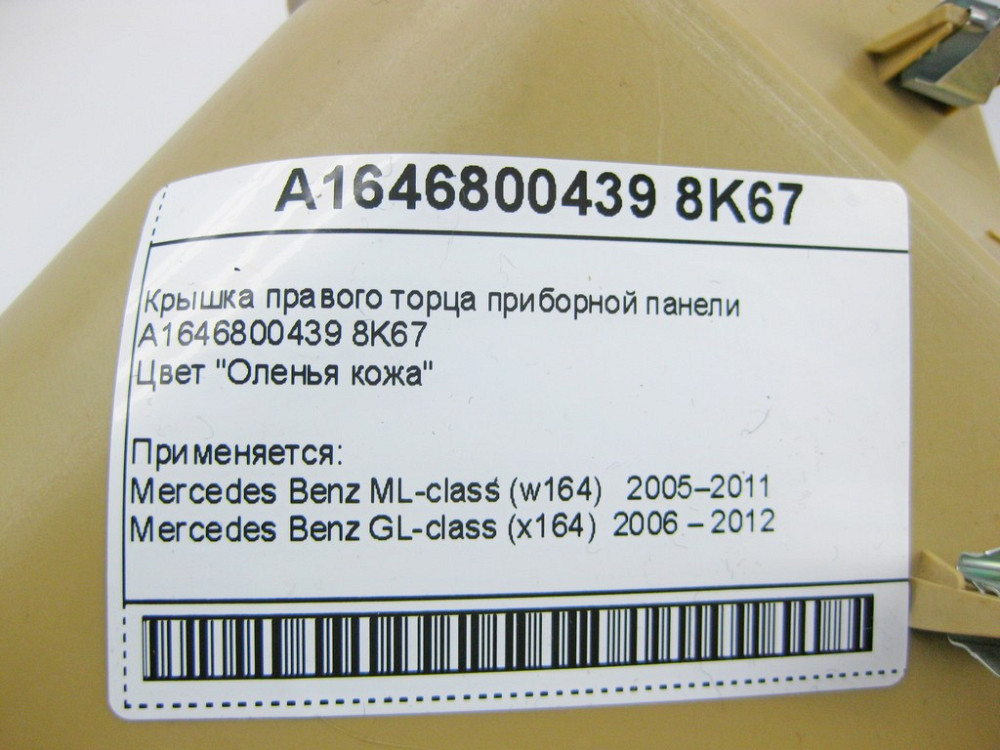 A1646800439 8K67
Крышка правого торца приборной панели
A1646800439 8K67
Цвет "Оленья кожа"
Применяется:
Mercedes Benz ML-class (w164) 2005–2011
Mercedes Benz GL-class (x164) 2006 – 2012